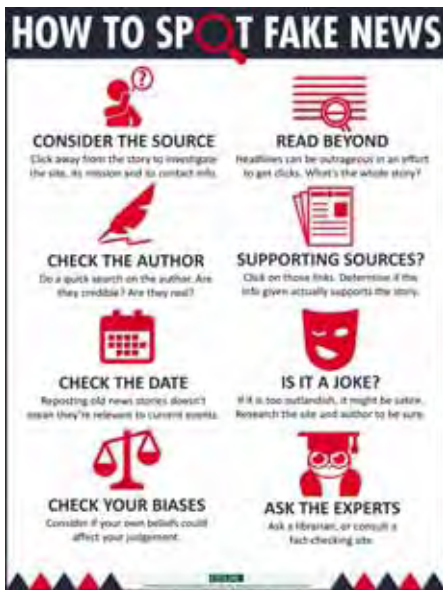 HOW TO SPOT FAKE NEWS
CONSIDER THE SOURCE
Click away from the story to investigate
the site, its mission and its contact info.
READ BEYOND
Headlines can be outrageous in an effort
to get clicks. What's the whole story?
CHECK THE AUTHOR
Do a quick search on the author. Are
they credible? Are they real?
SUPPORTING SOURCES?
Click on those links. Determine if the
info given actually supports the story.
CHECK THE DATE
Reposting old news stories doesn't
mean they're relevant to current events.
IS IT A JOKE?
If it is too outlandish, it might be satire.
Research the site and author to be sure.
CHECK YOUR BIASES
Consider if your own beliefs could
affect your judgement.
ASK THE EXPERTS
Ask a librarian, or consult a
fact-checking site.